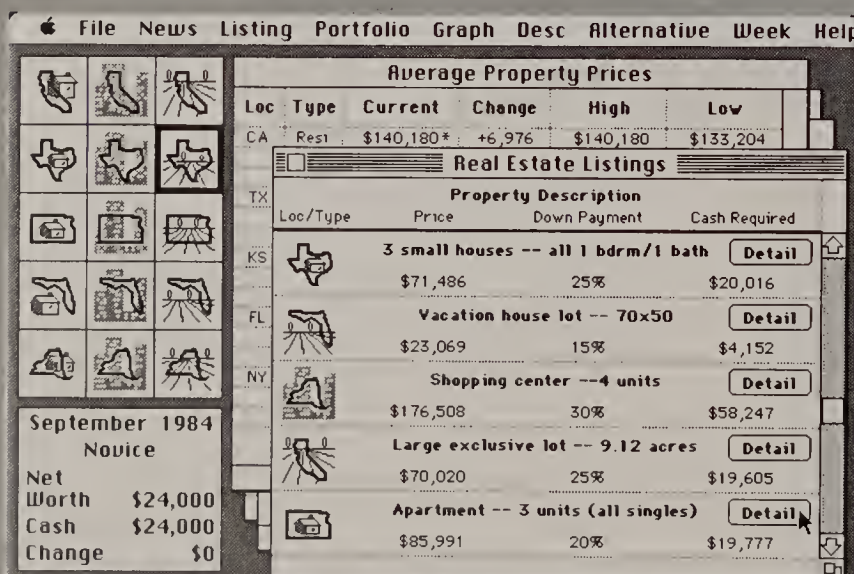 File News Listing Portfolio Graph Desc Alternative Week Help
Average Property Prices
Loc Type Current Change High Low
CA Resi $140,180* +6,976 $140,180 $133,204
TX
KS
FL
NY
Real Estate Listings
Property Description
Loc/Type Price Down Payment Cash Required
3 small houses -- all 1 bdrm/1 bath Detail
$71,486 25% $20,016
Vacation house lot -- 70x50 Detail
$23,069 15% $4,152
Shopping center --4 units Detail
$176,508 30% $58,247
Large exclusive lot -- 9.12 acres Detail
$70,020 25% $19,605
Apartment -- 3 units (all singles) Detail
$85,991 20% $19,777
September 1984
Novice
Net
Worth $24,000
Cash $24,000
Change $0